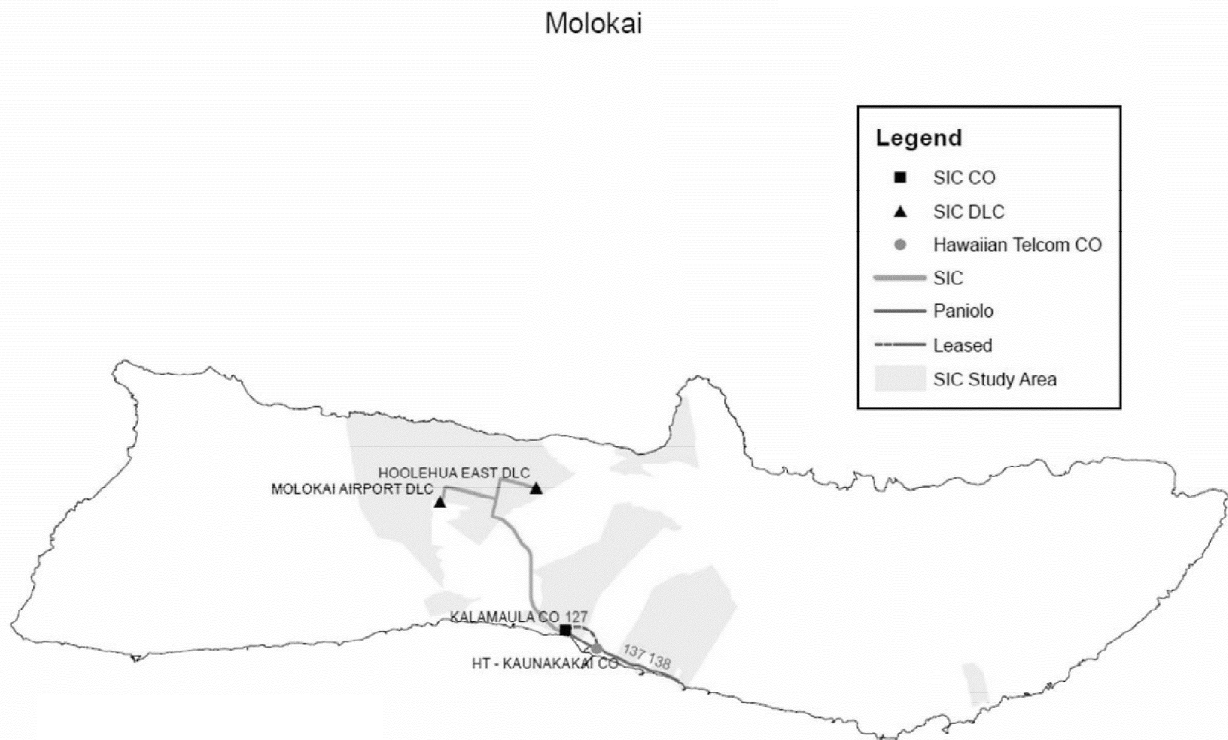 Molokai
Legend
SIC CO
SIC DLC
Hawaiian Telcom CO
SIC
Paniolo
Leased
SIC Study Area
HOOLEHUA EAST DLC
MOLOKAI AIRPORT DLC
KALAMAULA CO 127
HT - KAUNAKAKAI CO
137 138